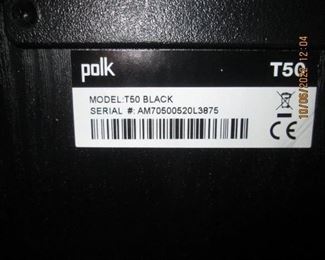 polk T50
MODEL:T50 BLACK
SERIAL #: AM70500520L3875